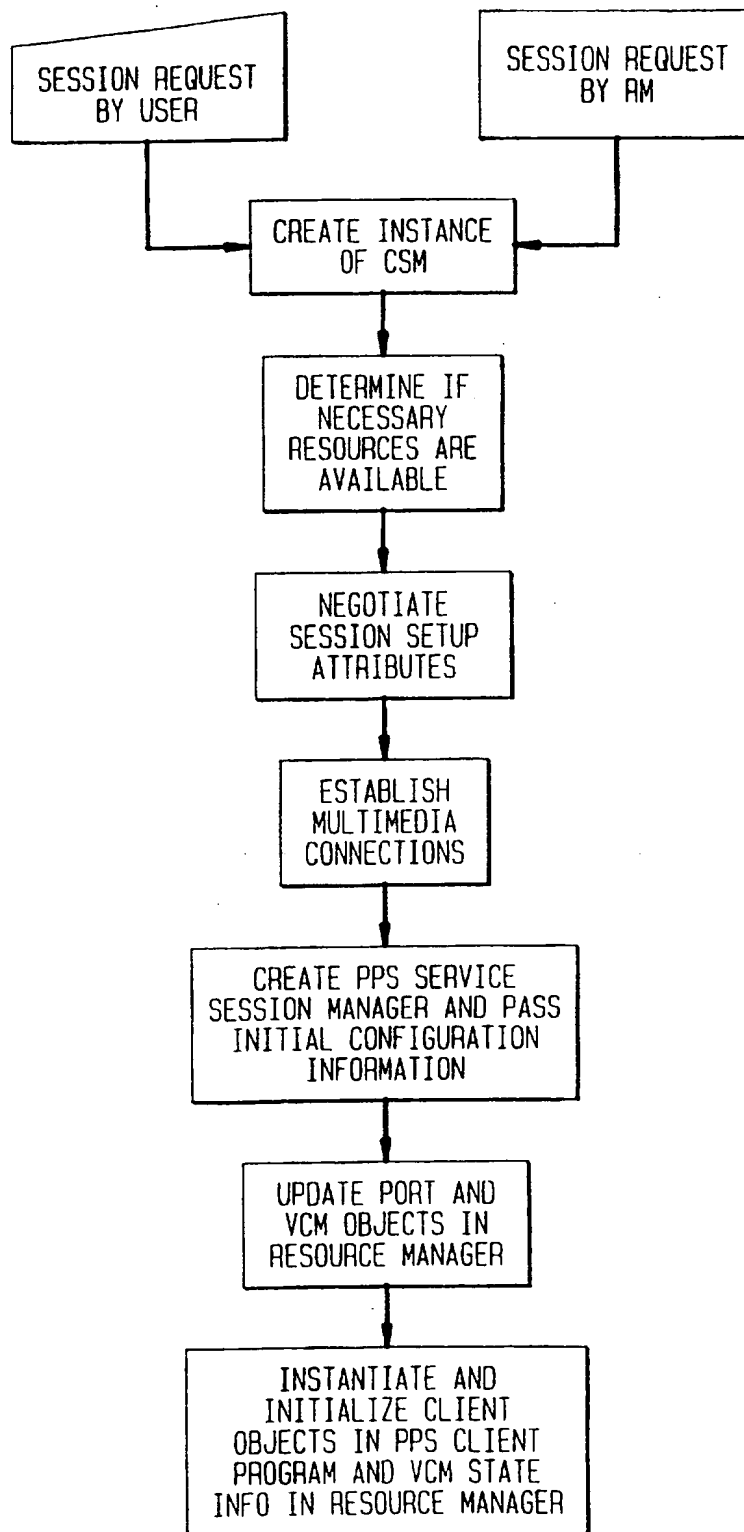 SESSION REQUEST
BY USER
SESSION REQUEST
BY RM
CREATE INSTANCE
OF CSM
DETERMINE IF
NECESSARY
RESOURCES ARE
AVAILABLE
NEGOTIATE
SESSION SETUP
ATTRIBUTES
ESTABLISH
MULTIMEDIA
CONNECTIONS
CREATE PPS SERVICE
SESSION MANAGER AND PASS
INITIAL CONFIGURATION
INFORMATION
UPDATE PORT AND
VCM OBJECTS IN
RESOURCE MANAGER
INSTANTIATE AND
INITIALIZE CLIENT
OBJECTS IN PPS CLIENT
PROGRAM AND VCM STATE
INFO IN RESOURCE MANAGER